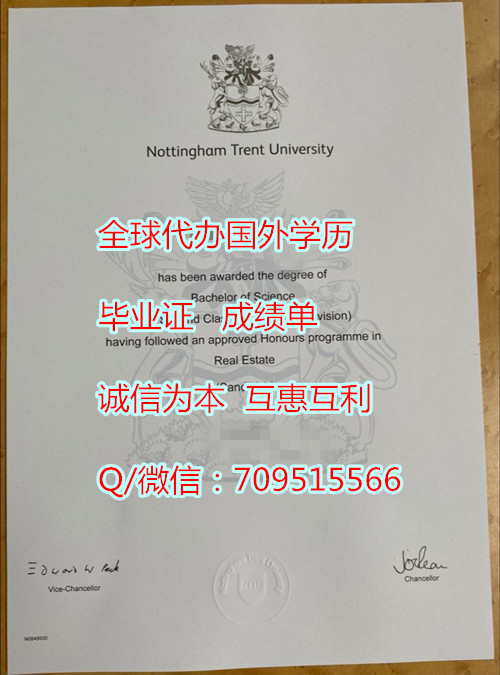 Nottingham Trent University
全球代办国外学历
has been awarded the degree of
Bachelor of Science
毕业证 成绩单
having followed an approved Honours programme in
Real Estate
诚信为本 互惠互利
Q/微信：709515566
Vice-Chancellor
Chancellor